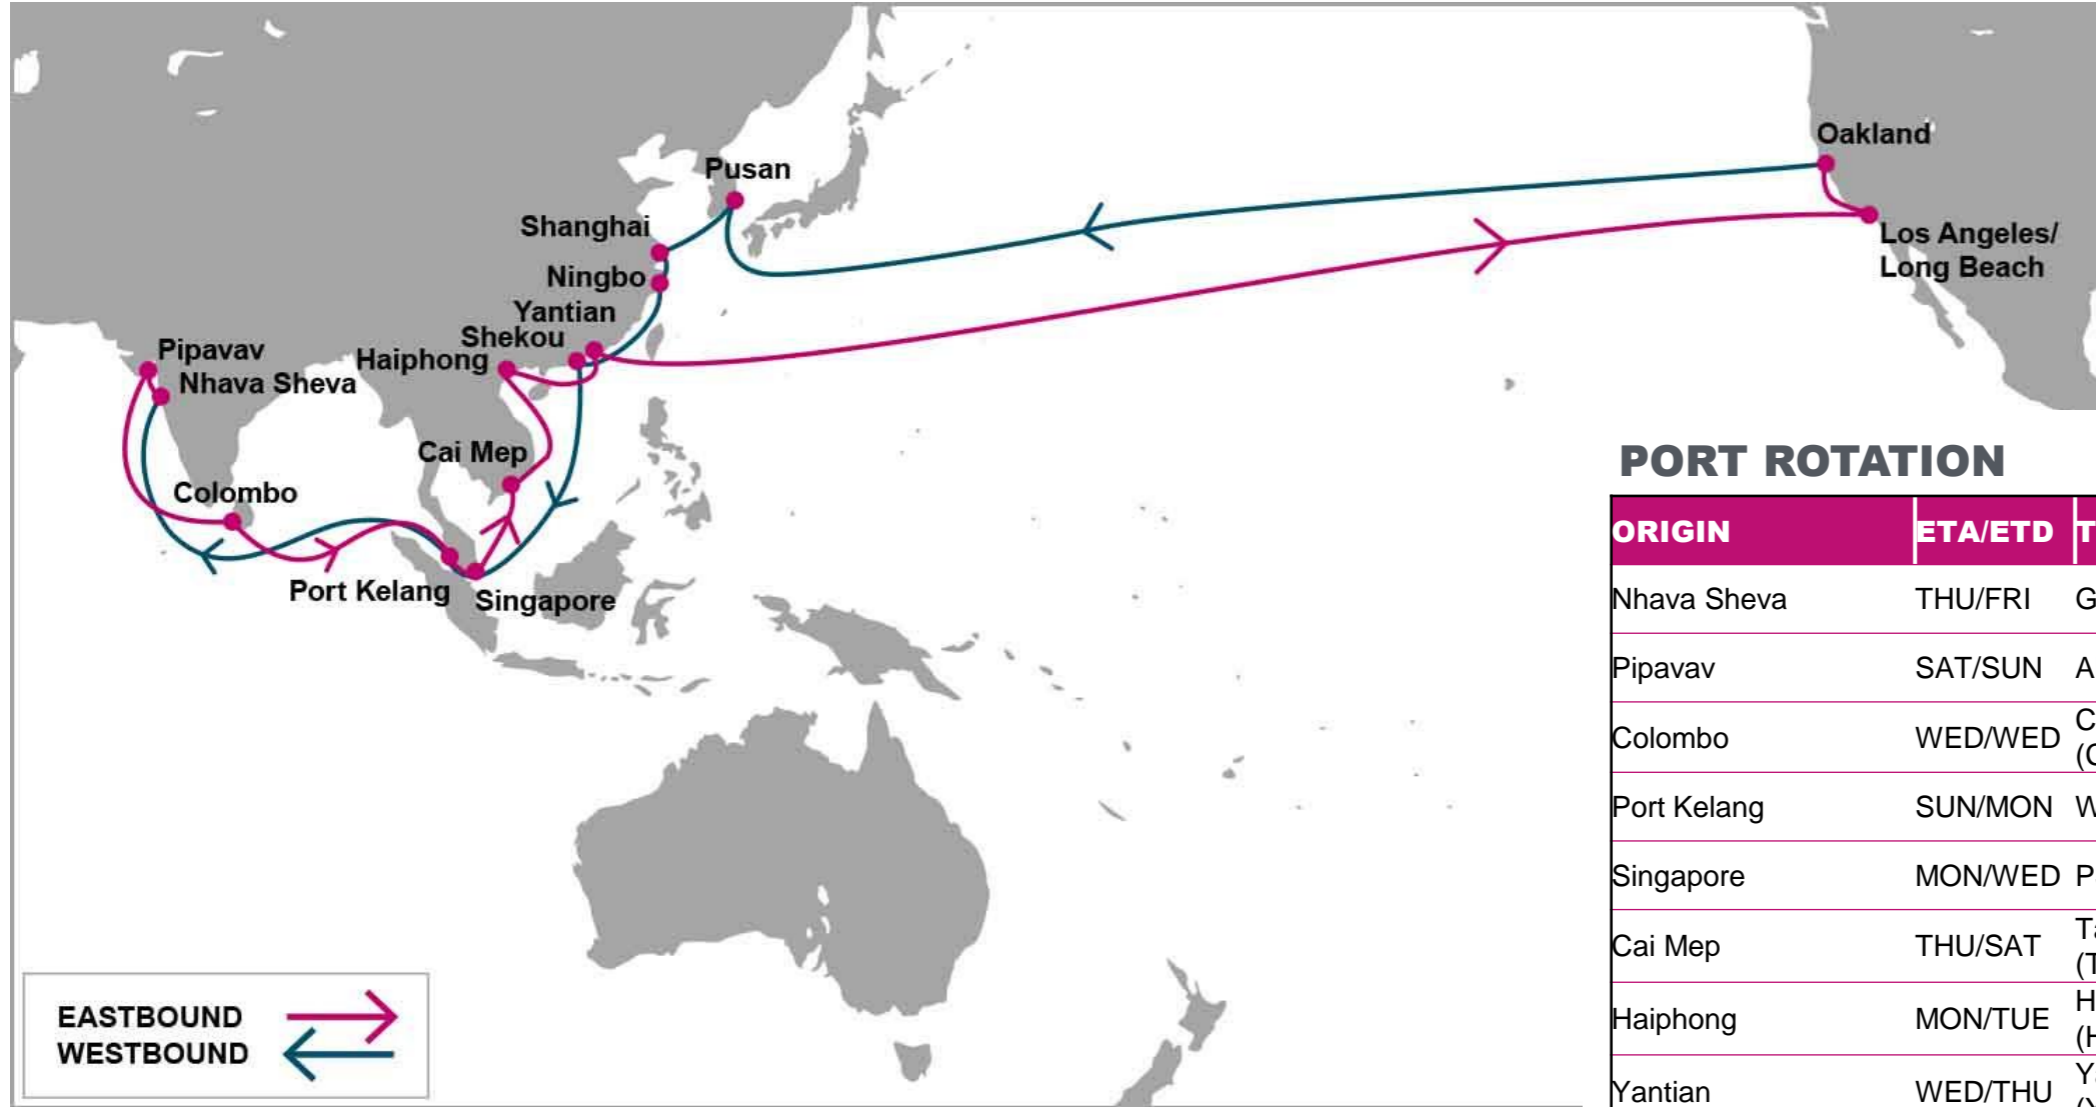 Oakland
Pusan
Shanghai
Los Angeles/
Long Beach
Ningbo
Yantian
Shekou
Pipavav
Haiphong
Nhava Sheva
Cai Mep
Colombo
Port Kelang
Singapore
EASTBOUND
WESTBOUND
PORT ROTATION
ORIGIN ETA/ETD T
Nhava Sheva THU/FRI G
Pipavav SAT/SUN A
Colombo WED/WED C
Port Kelang SUN/MON W
Singapore MON/WED P
Cai Mep THU/SAT Ta
Haiphong MON/TUE H
Yantian WED/THU Y